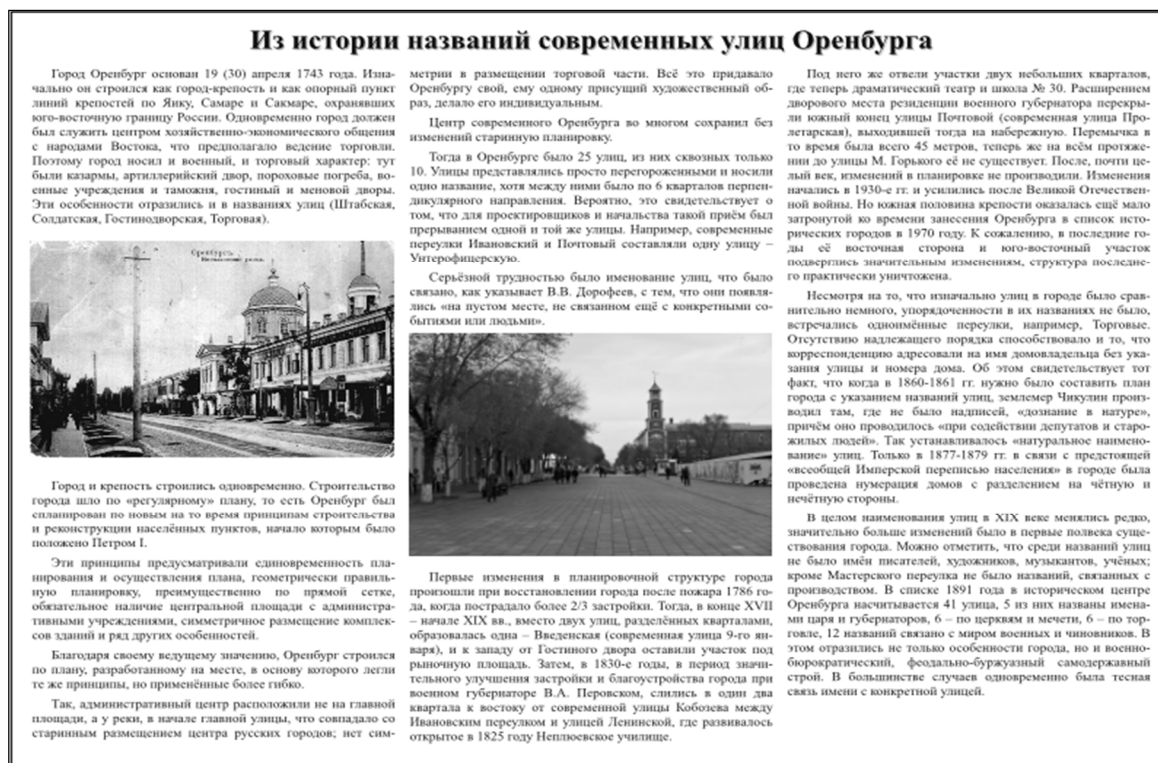 Из истории названий современных улиц Оренбурга
Город Оренбург основан 19 (30) апреля 1743 года. Изна-
чально он строился как город-крепость и как опорный пункт
линий крепостей по Яику, Самаре и Сакмаре, охранявших
юго-восточную границу России. Одновременно город должен
был служить центром хозяйственно-экономического общения
с народами Востока, что предполагало ведение торговли.
Поэтому город носил и военный, и торговый характер: тут
были казармы, артиллерийский двор, пороховые погреба, во-
енные учреждения и таможня, гостиный и меновой дворы.
Эти особенности отразились и в названиях улиц (Штабская,
Солдатская, Гостинодворская, Торговая).
Оренбургъ.
Город и крепость строились одновременно. Строительство
города шло по «регулярному» плану, то есть Оренбург был
спланирован по новым на то время принципам строительства
и реконструкции населённых пунктов, начало которым было
положено Петром I.
Эти принципы предусматривали единовременность пла-
нирования и осуществления плана, геометрически правиль-
ную планировку, преимущественно по прямой сетке,
обязательное наличие центральной площади с администра-
тивными учреждениями, симметричное размещение комплек-
сов зданий и ряд других особенностей.
Благодаря своему ведущему значению, Оренбург строился
по плану, разработанному на месте, в основу которого легли
те же принципы, но применённые более гибко.
Так, административный центр расположили не на главной
площади, а у реки, в начале главной улицы, что совпадало со
старинным размещением центра русских городов; нет сим-
метрии в размещении торговой части. Всё это придавало
Оренбургу свой, ему одному присущий художественный об-
раз, делало его индивидуальным.
Центр современного Оренбурга во многом сохранил без
изменений старинную планировку.
Тогда в Оренбурге было 25 улиц, из них сквозных только
10. Улицы представлялись просто перегороженными и носили
одно название, хотя между ними было по 6 кварталов перпен-
дикулярного направления. Вероятно, это свидетельствует о
том, что для проектировщиков и начальства такой приём был
прерыванием одной и той же улицы. Например, современные
переулки Ивановский и Почтовый составляли одну улицу –
Унтерофицерскую.
Серьёзной трудностью было именование улиц, что было
связано, как указывает В.В. Дорофеев, с тем, что они появля-
лись «на пустом месте, не связанном ещё с конкретными со-
бытиями или людьми».
Первые изменения в планировочной структуре города
произошли при восстановлении города после пожара 1786 го-
да, когда пострадало более 2/3 застройки. Тогда, в конце XVII
– начале XIX вв., вместо двух улиц, разделённых кварталами,
образовалась одна – Введенская (современная улица 9-го ян-
варя), и к западу от Гостиного двора оставили участок под
рыночную площадь. Затем, в 1830-е годы, в период значи-
тельного улучшения застройки и благоустройства города при
военном губернаторе В.А. Перовском, слились в один два
квартала к востоку от современной улицы Кобозева между
Ивановским переулком и улицей Ленинской, где развивалось
открытое в 1825 году Неплюевское училище.
Под него же отвели участки двух небольших кварталов,
где теперь драматический театр и школа № 30. Расширением
дворового места резиденции военного губернатора перекры-
ли южный конец улицы Почтовой (современная улица Про-
летарская), выходившей тогда на набережную. Перемычка в
то время была всего 45 метров, теперь же на всём протяже-
нии до улицы М. Горького её не существует. После, почти це-
лый век, изменений в планировке не производили. Изменения
начались в 1930-е гг. и усилились после Великой Отечествен-
ной войны. Но южная половина крепости оказалась ещё мало
затронутой ко времени занесения Оренбурга в список исто-
рических городов в 1970 году. К сожалению, в последние го-
ды её восточная сторона и юго-восточный участок
подверглись значительным изменениям, структура последне-
го практически уничтожена.
Несмотря на то, что изначально улиц в городе было срав-
нительно немного, упорядоченности в их названиях не было,
встречались одноимённые переулки, например, Торговые.
Отсутствию надлежащего порядка способствовало и то, что
корреспонденцию адресовали на имя домовладельца без ука-
зания улицы и номера дома. Об этом свидетельствует тот
факт, что когда в 1860-1861 гг. нужно было составить план
города с указанием названий улиц, землемер Чикулин произ-
водил там, где не было надписей, «дознание в натуре»,
причём оно проводилось «при содействии депутатов и старо-
жилых людей». Так устанавливалось «натуральное наимено-
вание» улиц. Только в 1877-1879 гг. в связи с предстоящей
«всеобщей Имперской переписью населения» в городе была
проведена нумерация домов с разделением на чётную и
нечётную стороны.
В целом наименования улиц в XIX веке менялись редко,
значительно больше изменений было в первые полвека суще-
ствования города. Можно отметить, что среди названий улиц
не было имён писателей, художников, музыкантов, учёных;
кроме Мастерского переулка не было названий, связанных с
производством. В списке 1891 года в историческом центре
Оренбурга насчитывается 41 улица, 5 из них названы имена-
ми царя и губернаторов, 6 – по церквям и мечети, 6 – по тор-
говле, 12 названий связано с миром военных и чиновников. В
этом отразились не только особенности города, но и военно-
бюрократический, феодально-буржуазный самодержавный
строй. В большинстве случаев одновременно была тесная
связь имени с конкретной улицей.